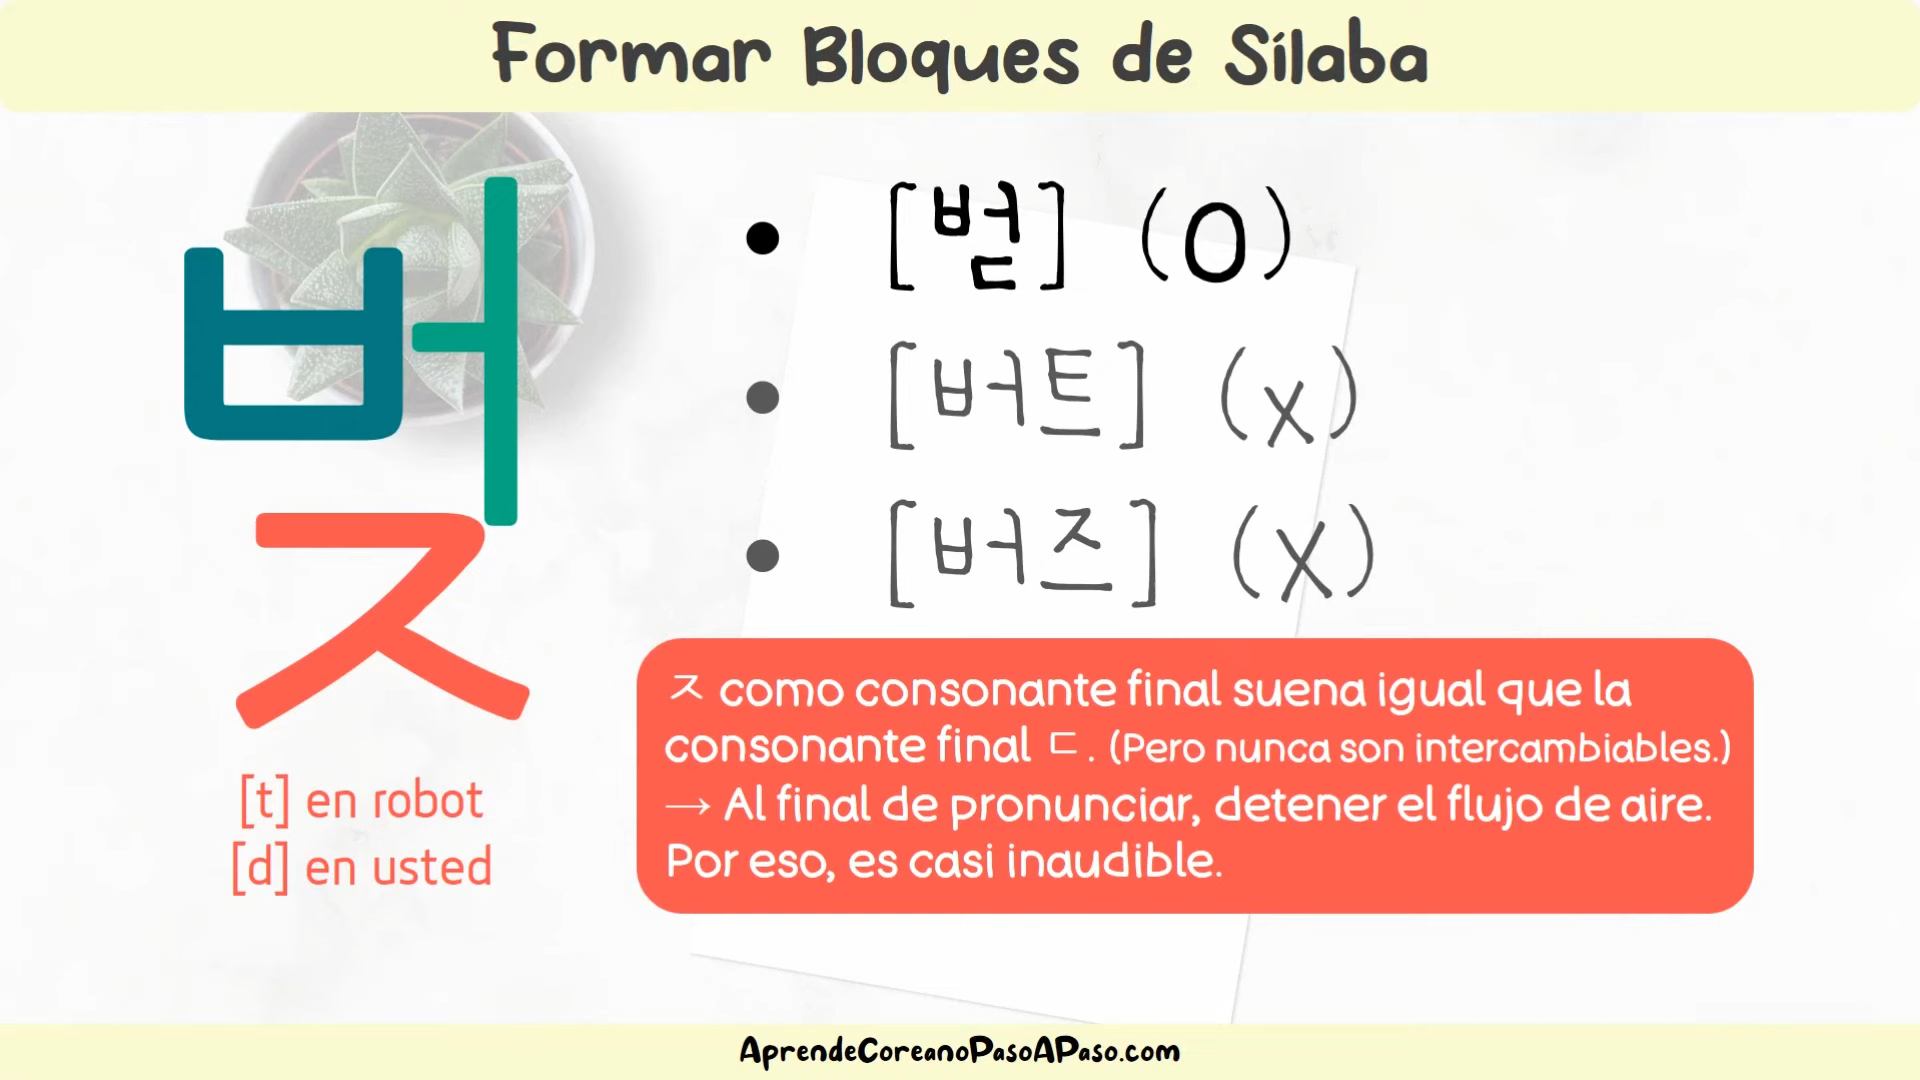 Formar Bloques de Sílaba
벚
[t] en robot
[d] en usted
• [벋] (O)
• [버트] (x)
• [버즈] (X)
ㅈ como consonante final suena igual que la
consonante final ㄷ. (Pero nunca son intercambiables.)
→ Al final de pronunciar, detener el flujo de aire.
Por eso, es casi inaudible.
AprendeCoreanoPasoAPaso.com